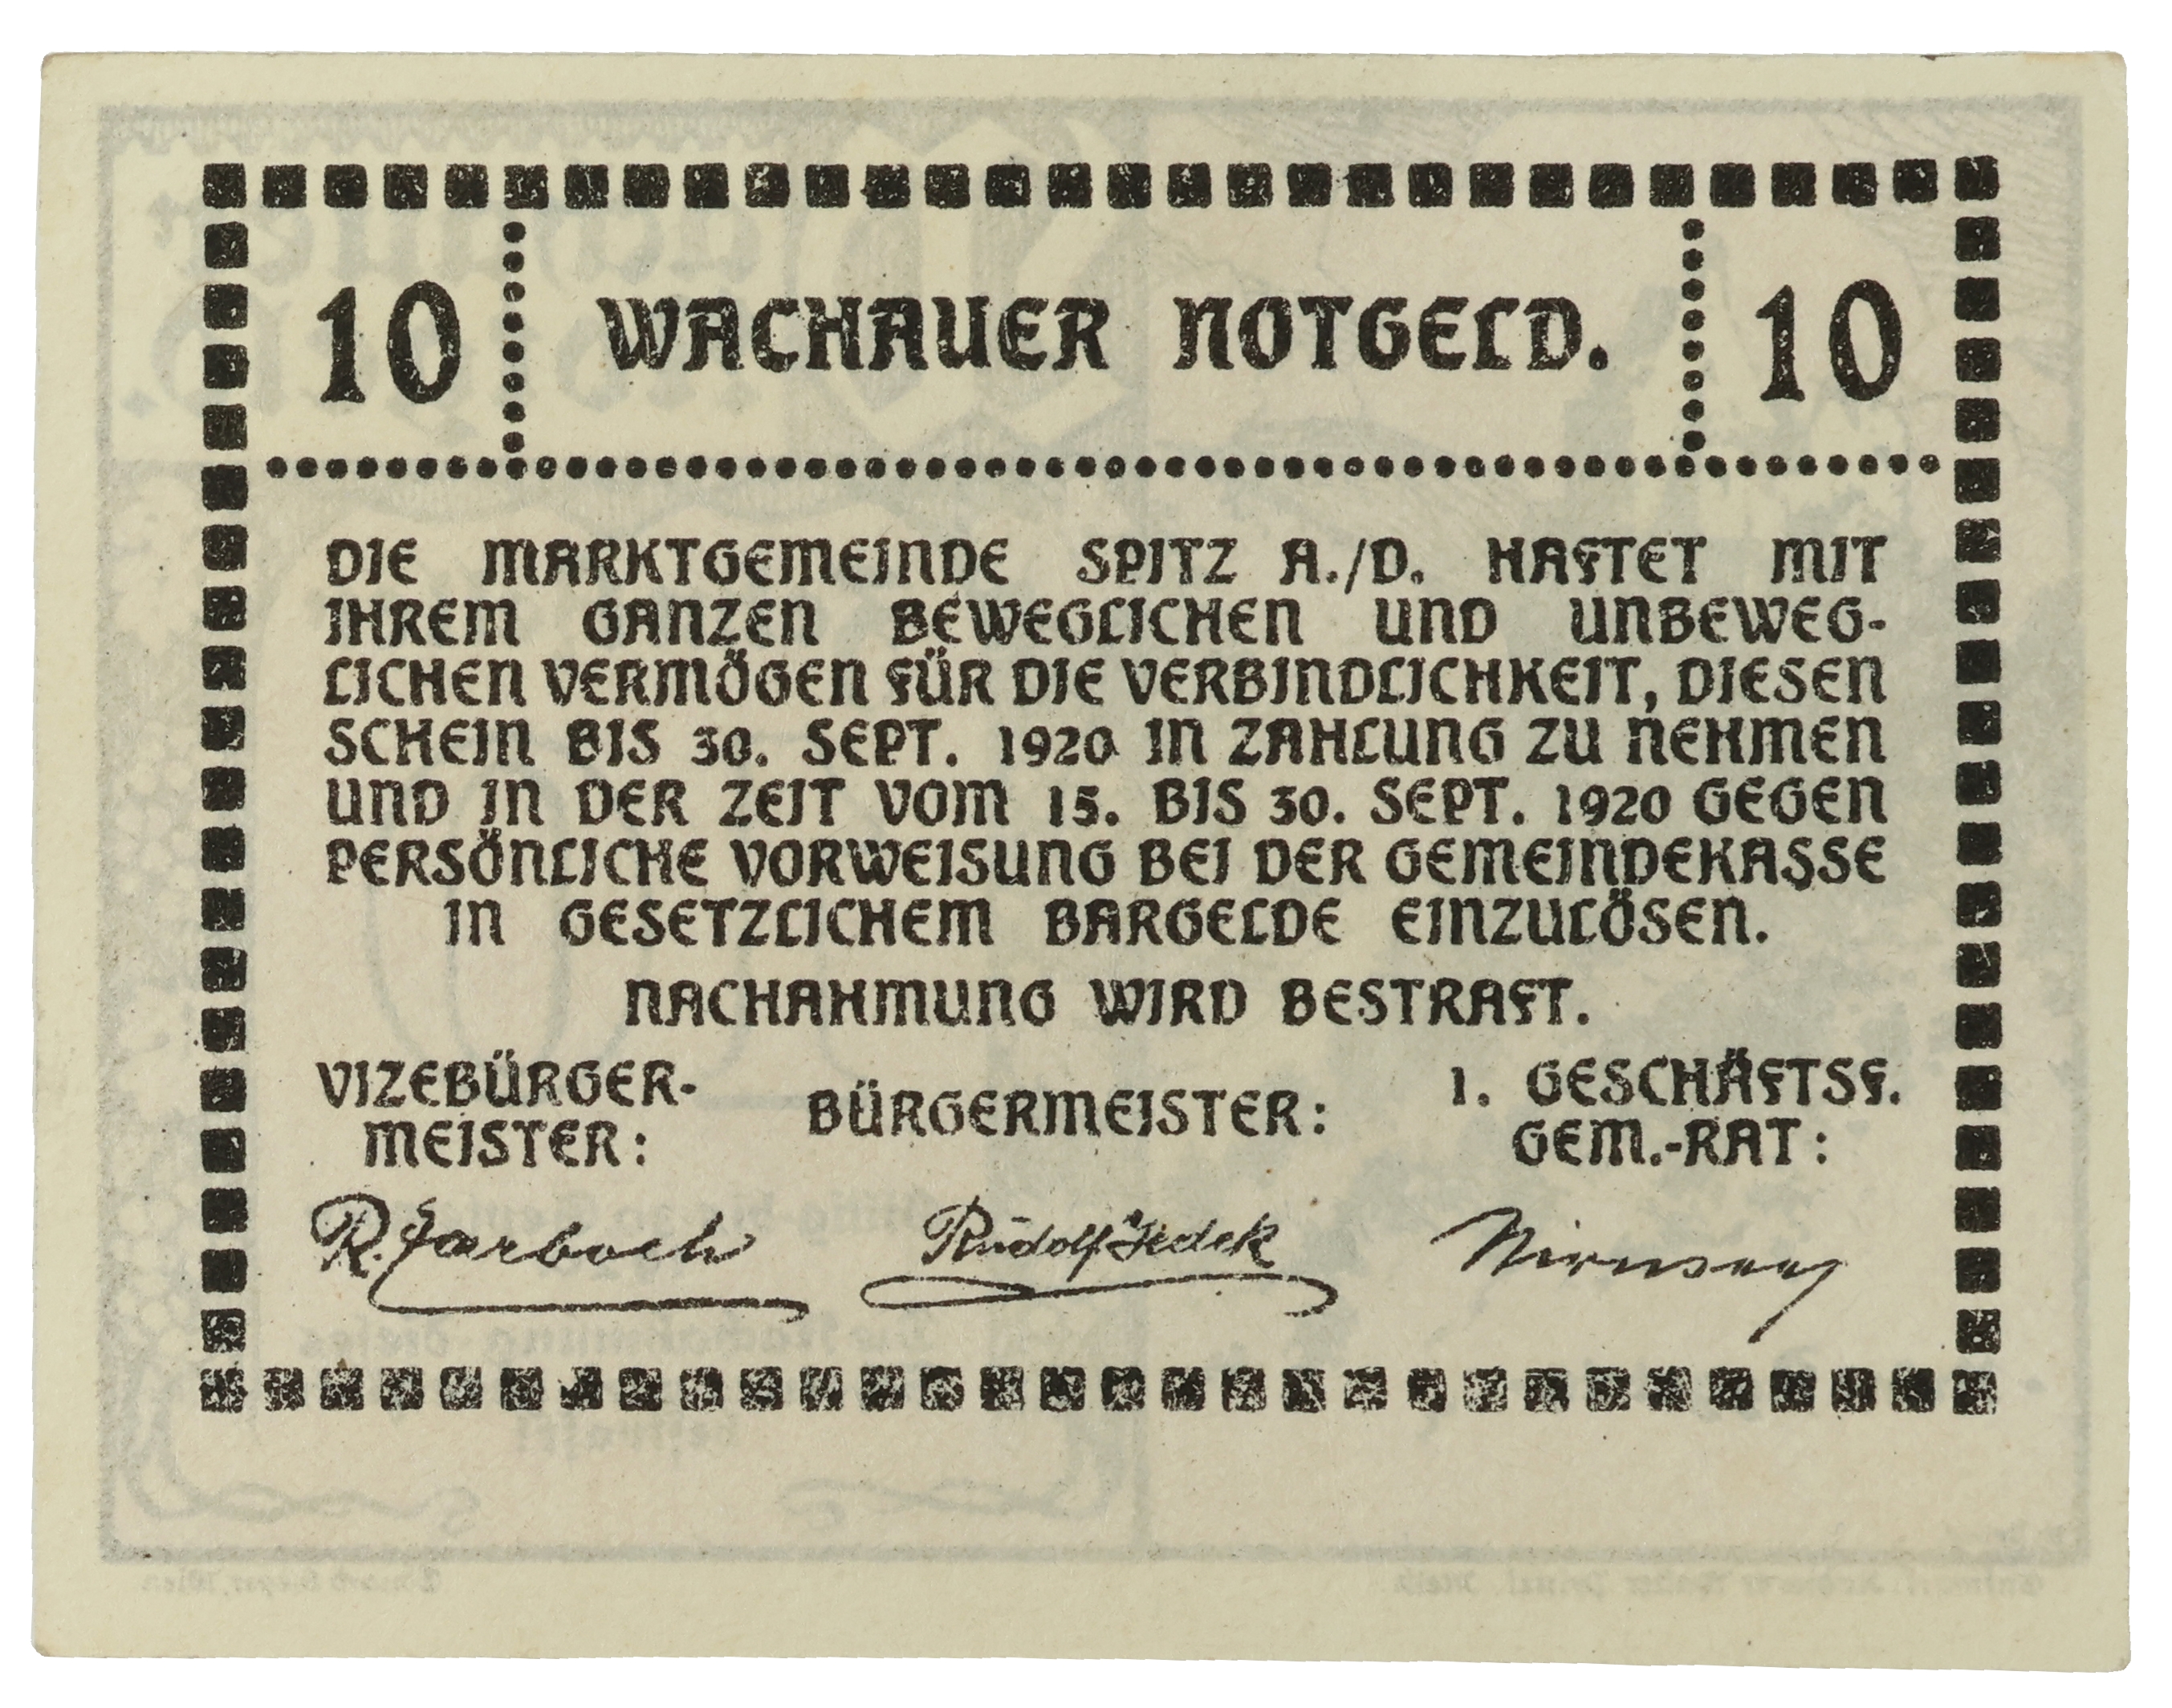 10 WACHAUER NOTGELD. 10
DIE MARKTGEMEINDE SPITZ A./D. HAFTET MIT
IHREM GANZEN BEWEGLICHEN UND UNBEWEG-
LICHEN VERMÖGEN FÜR DIE VERBINDLICHKEIT, DIESEN
SCHEIN BIS 30. SEPT. 1920 IN ZAHLUNG ZU NEHMEN
UND IN DER ZEIT VOM 15. BIS 30. SEPT. 1920 GEGEN
PERSÖNLICHE VORWEISUNG BEI DER GEMEINDEKASSE
IN GESETZLICHEM BARGELDE EINZULÖSEN.
NACHAHMUNG WIRD BESTRAFT.
VIZEBÜRGER-
MEISTER:
BÜRGERMEISTER:
1. GESCHÄFTSF.
GEM.-RAT:
R.
Rudolf